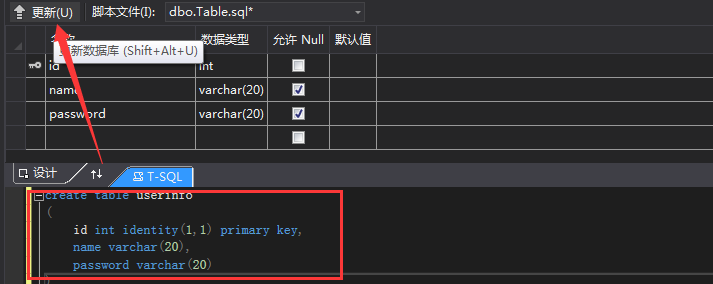 更新(U) 脚本文件(I): dbo.Table.sql*
名称 数据类型 允许 Null 默认值
更新数据库 (Shift+Alt+U)
id int
name varchar(20)
password varchar(20)
设计 T-SQL
create table userinfo
(
id int identity(1,1) primary key,
name varchar(20),
password varchar(20)